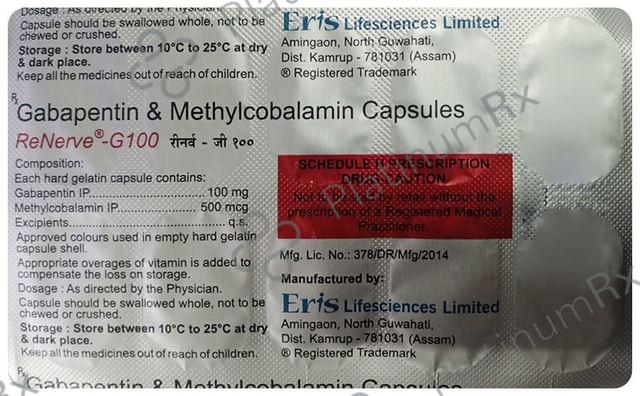 Dosage : As directed by the Physician.
Capsule should be swallowed whole, not to be
chewed or crushed.
Storage : Store between 10°C to 25°C at dry
& dark place.
Keep all the medicines out of reach of children.
Eris Lifesciences Limited
Amingaon, North Guwahati,
Dist. Kamrup - 781031 (Assam)
® Registered Trademark
Rx
Gabapentin & Methylcobalamin Capsules
ReNerve®-G100 रीनर्व - जी १००
Composition:
Each hard gelatin capsule contains:
Gabapentin IP..............................100 mg
Methylcobalamin IP....................500 mcg
Excipients..........................................q.s.
Approved colours used in empty hard gelatin
capsule shell.
Appropriate overages of vitamin is added to
compensate the loss on storage.
Dosage : As directed by the Physician.
Capsule should be swallowed whole, not to be
chewed or crushed.
Storage : Store between 10°C to 25°C at dry
& dark place.
Keep all the medicines out of reach of children.
SCHEDULE H PRESCRIPTION
DRUG-CAUTION
Not to be sold by retail without the
prescription of a Registered Medical
Practitioner.
Mfg. Lic. No.: 378/DR/Mfg/2014
Manufactured by:
Eris Lifesciences Limited
Amingaon, North Guwahati,
Dist. Kamrup - 781031 (Assam)
® Registered Trademark
Rx
Gabapentin & Methylcobalamin Capsules
PlatinumRx
PlatinumRx